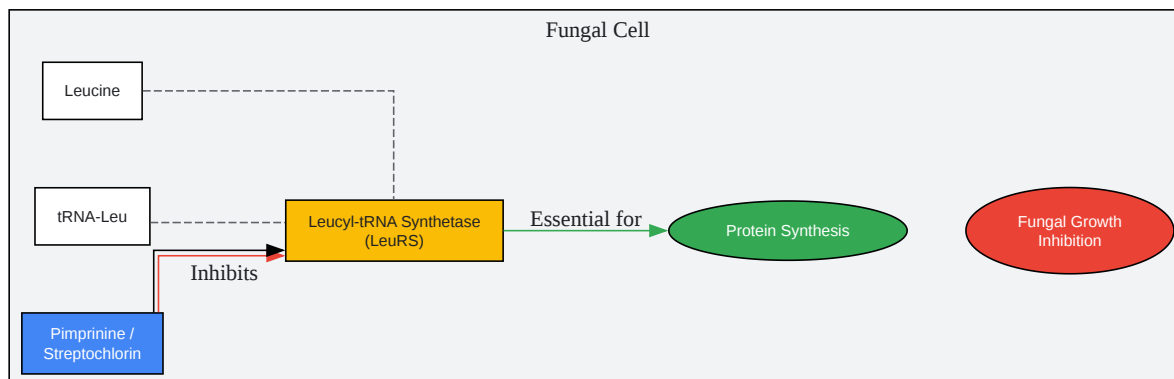 Fungal Cell
Leucine
tRNA-Leu
Leucyl-tRNA Synthetase
(LeuRS)
Essential for
Protein Synthesis
Fungal Growth
Inhibition
Inhibits
Pimprinine /
Streptochlorin